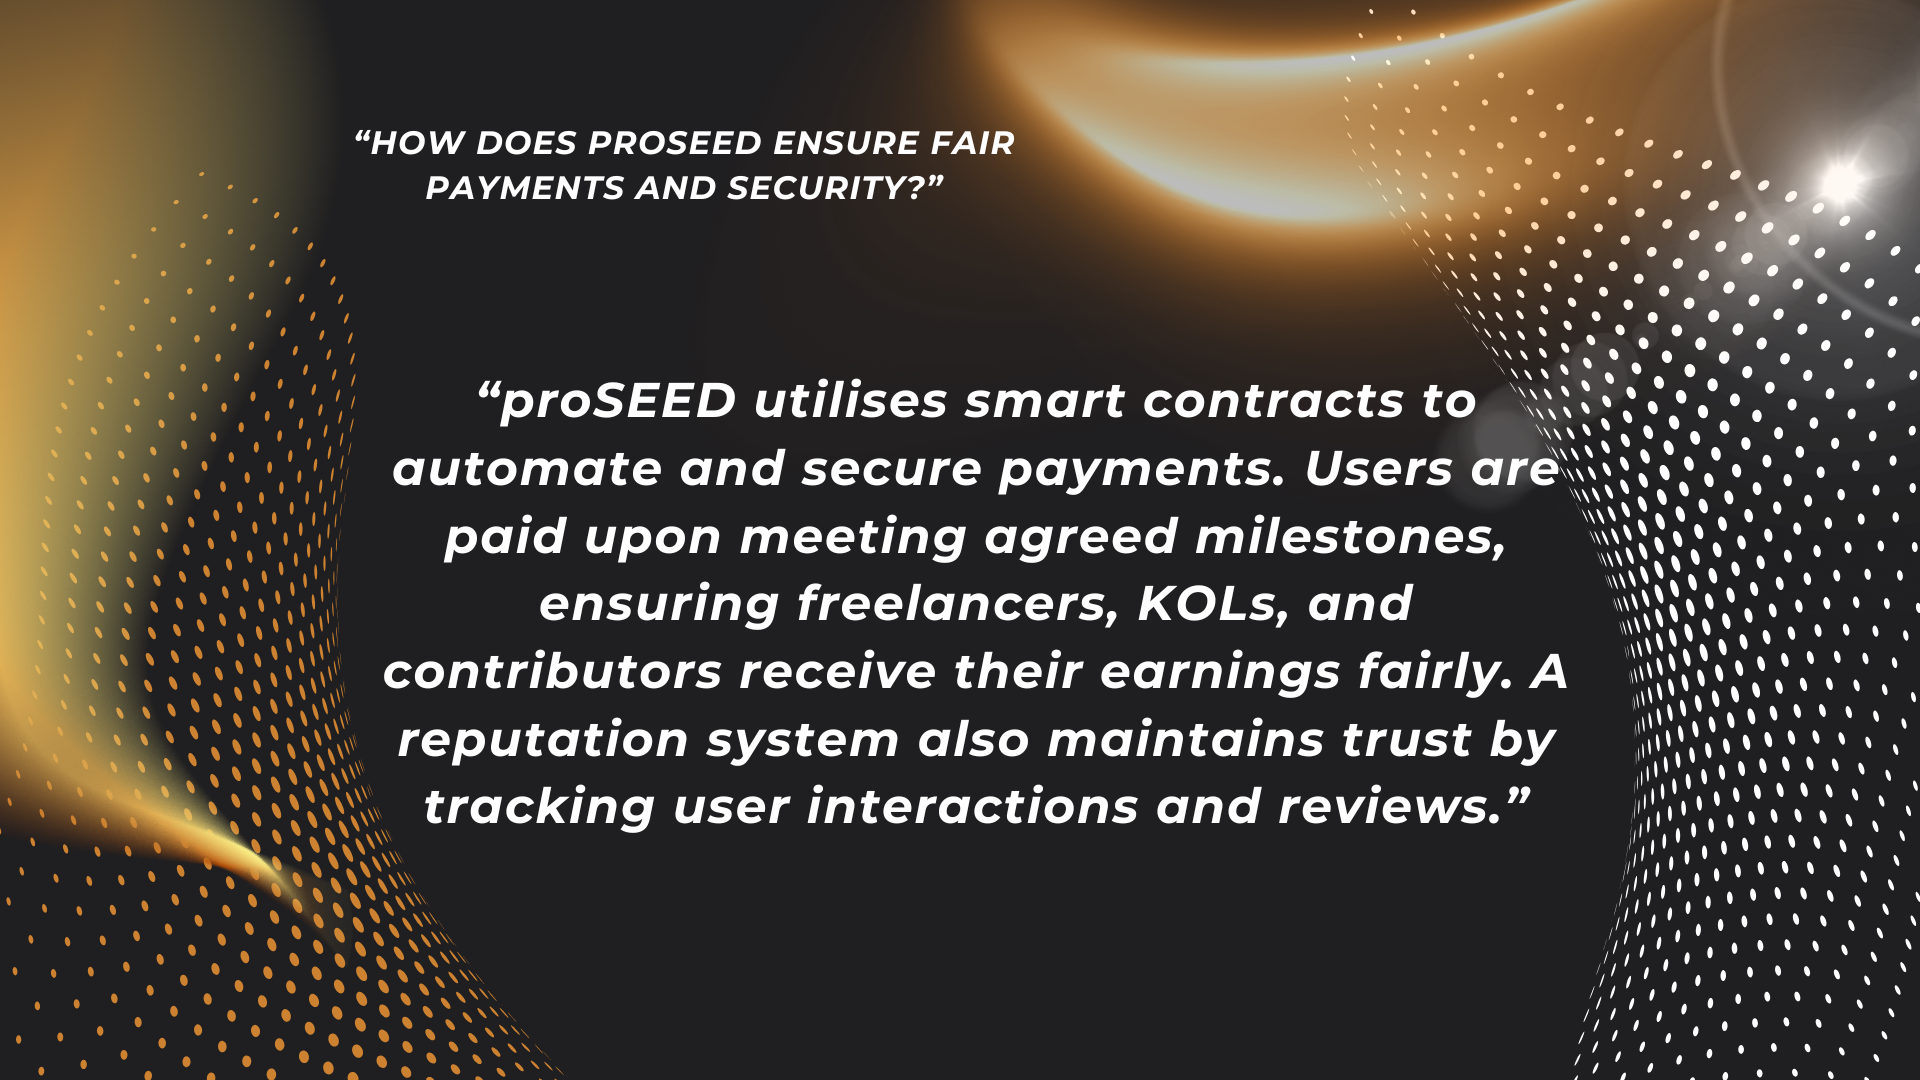 “HOW DOES PROSEED ENSURE FAIR
PAYMENTS AND SECURITY?”
“proSEED utilises smart contracts to
automate and secure payments. Users are
paid upon meeting agreed milestones,
ensuring freelancers, KOLs, and
contributors receive their earnings fairly. A
reputation system also maintains trust by
tracking user interactions and reviews.”